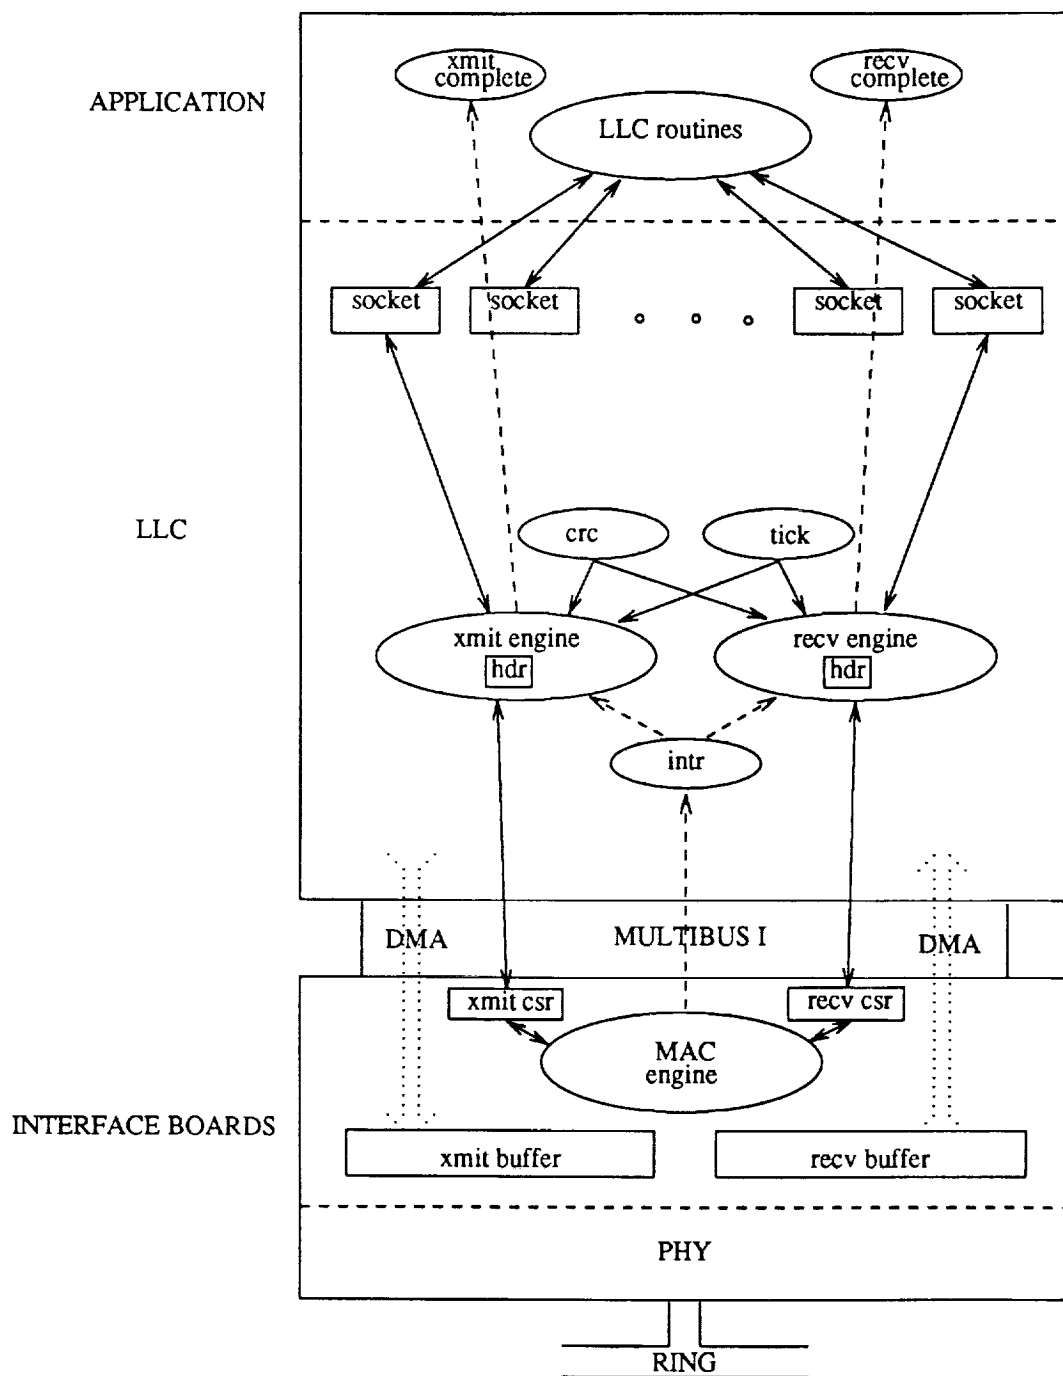 xmit
complete
recv
complete
APPLICATION
LLC routines
socket
socket
socket
socket
LLC
crc
tick
xmit engine
hdr
recv engine
hdr
intr
DMA
MULTIBUS I
DMA
xmit csr
recv csr
MAC
engine
INTERFACE BOARDS
xmit buffer
recv buffer
PHY
RING